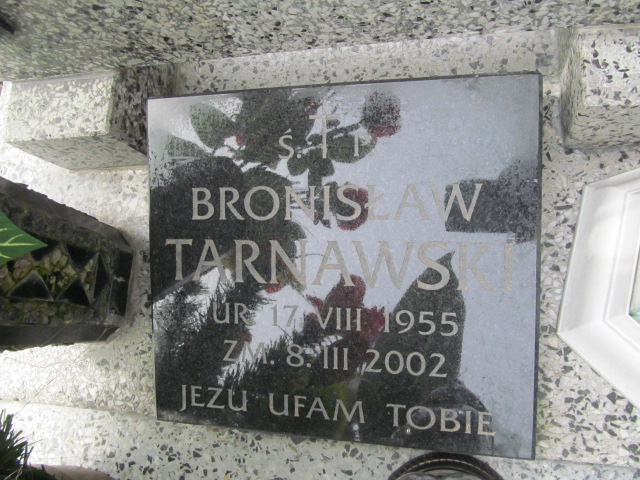 Ś. † P
BRONISŁAW
TARNAWSKI
UR 17 VIII 1955
ZM. 8. III 2002
JEZU UFAM TOBIE